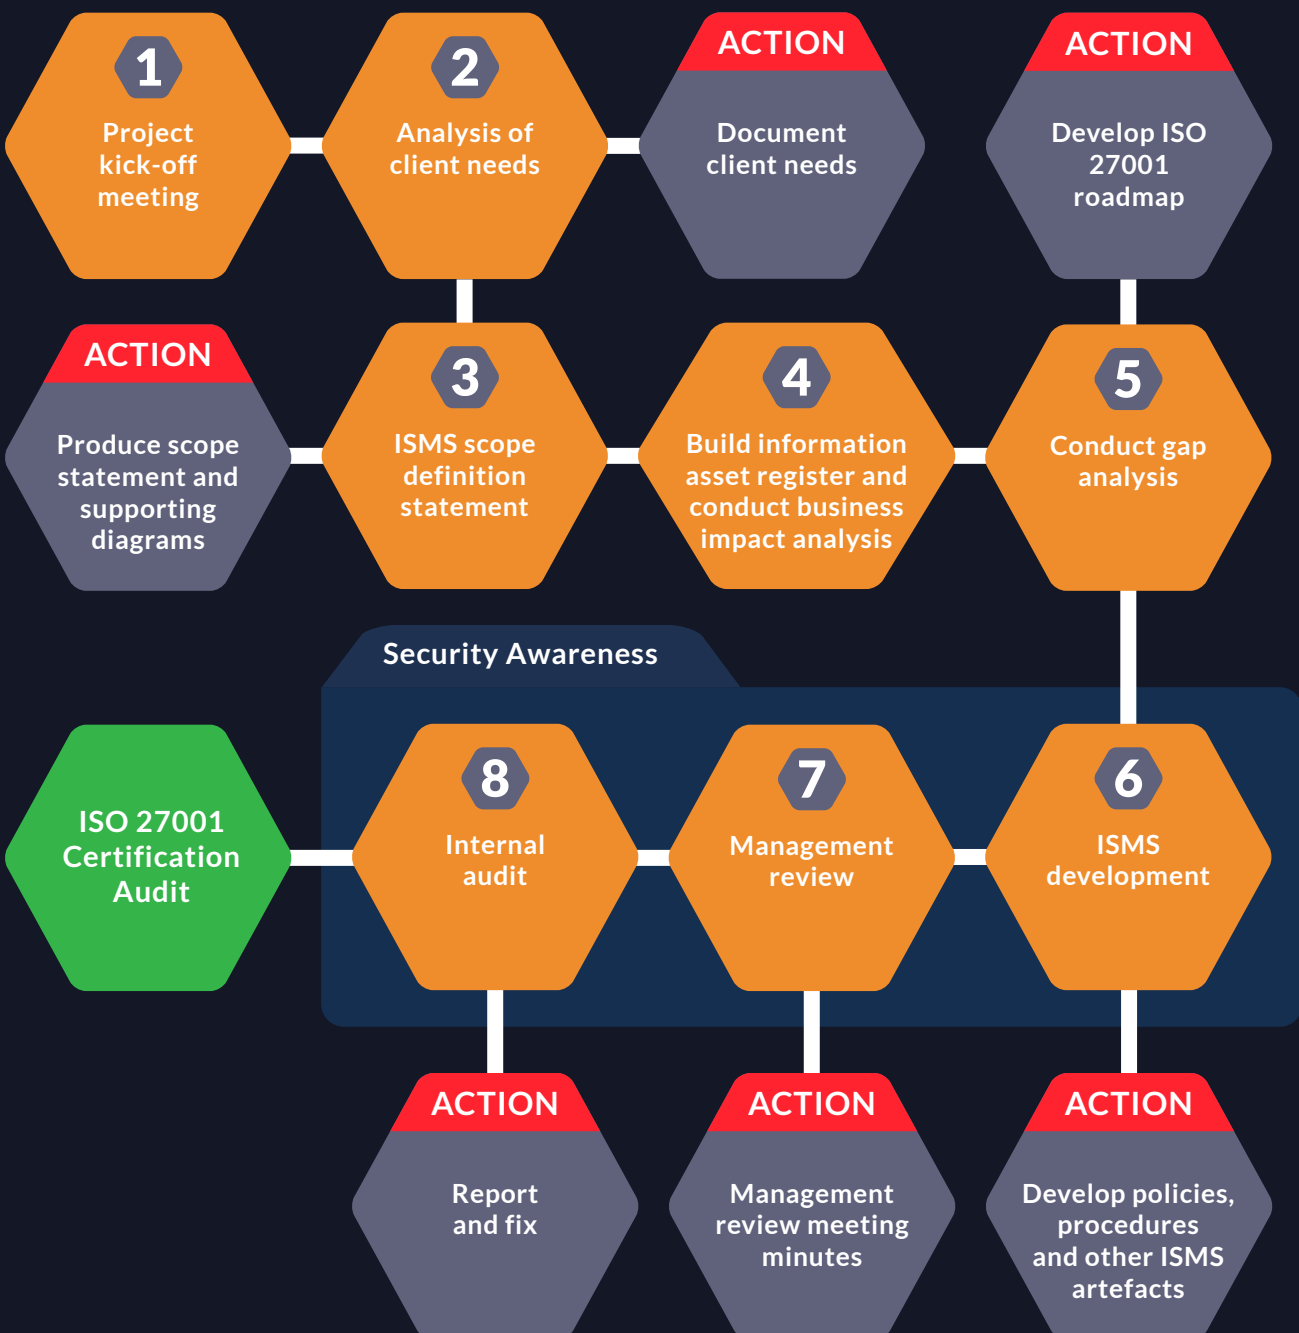 1
Project
kick-off
meeting
2
Analysis of
client needs
ACTION
Document
client needs
ACTION
Develop ISO
27001
roadmap
ACTION
Produce scope
statement and
supporting
diagrams
3
ISMS scope
definition
statement
4
Build information
asset register and
conduct business
impact analysis
5
Conduct gap
analysis
Security Awareness
ISO 27001
Certification
Audit
8
Internal
audit
7
Management
review
6
ISMS
development
ACTION
Report
and fix
ACTION
Management
review meeting
minutes
ACTION
Develop policies,
procedures
and other ISMS
artefacts